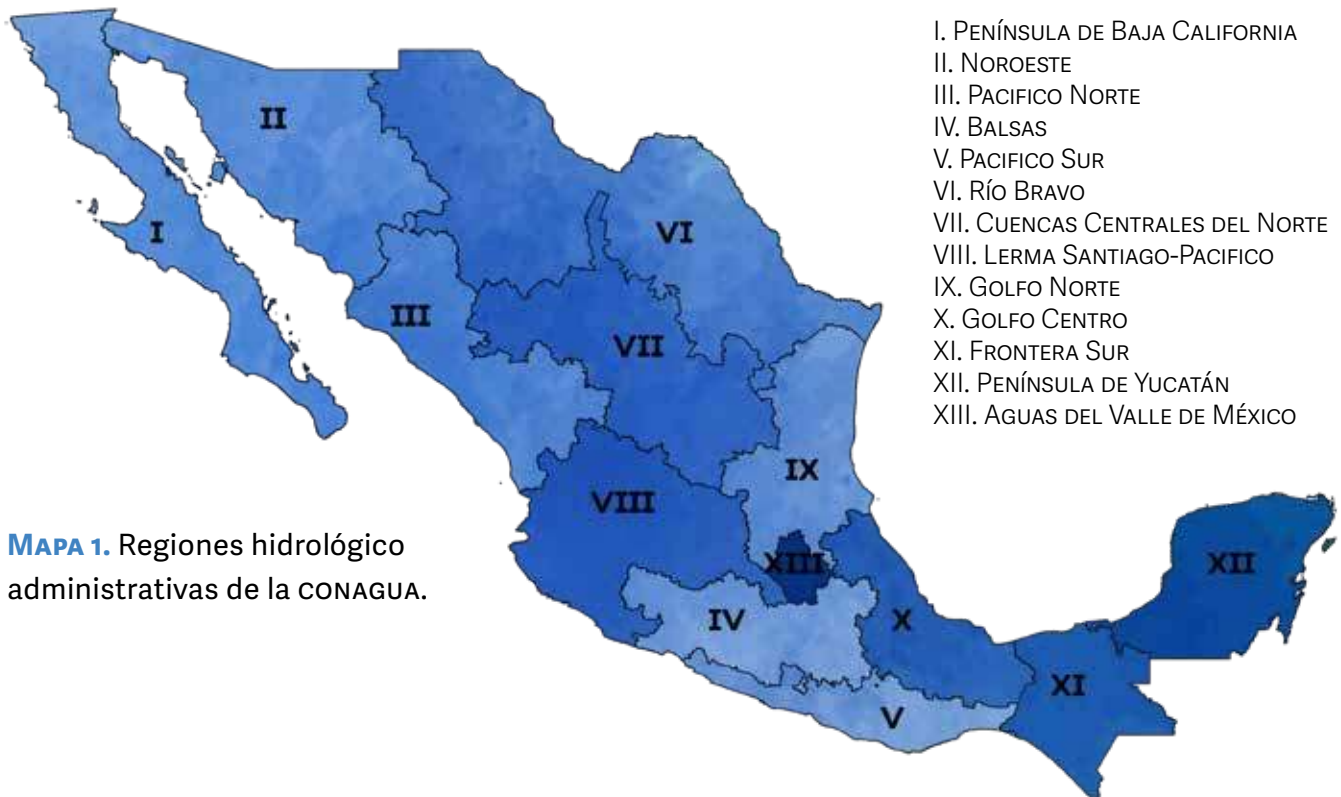 I. Península de Baja California
II. Noroeste
III. Pacifico Norte
IV. Balsas
V. Pacifico Sur
VI. Río Bravo
VII. Cuencas Centrales del Norte
VIII. Lerma Santiago-Pacifico
IX. Golfo Norte
X. Golfo Centro
XI. Frontera Sur
XII. Península de Yucatán
XIII. Aguas del Valle de México
II
I
VI
III
VII
IX
VIII
XIII
XII
IV
X
XI
V
Mapa 1. Regiones hidrológico
administrativas de la conagua.